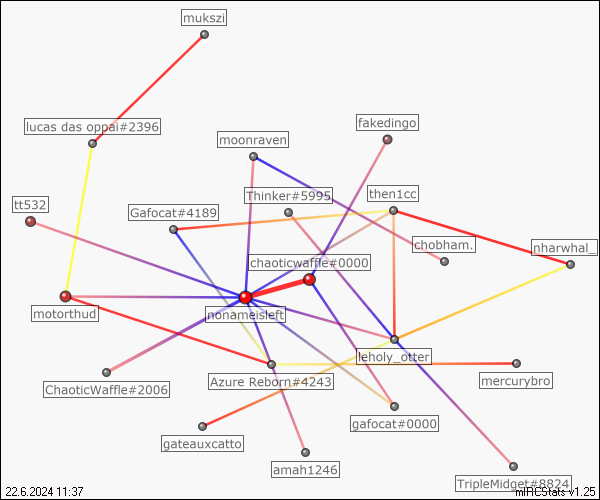 mukszi
lucas das oppai#2396
fakedingo
moonraven
Thinker#5995
then1cc
tt532
Gafocat#4189
chobham.
nharwhal_
chaoticwaffle#0000
motorthud
nonameisleft
leholy_otter
ChaoticWaffle#2006
Azure Reborn#4243
mercurybro
gafocat#0000
gateauxcatto
amah1246
TripleMidget#8824
22.6.2024 11:37
mIRCStats v1.25